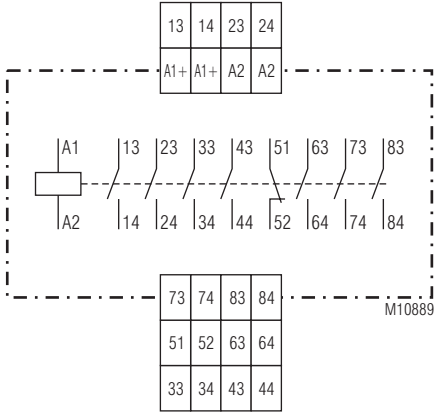 13 14 23 24
A1+ A1+ A2 A2
A1 13 23 33 43 51 63 73 83
A2 14 24 34 44 52 64 74 84
73 74 83 84
M10889
51 52 63 64
33 34 43 44